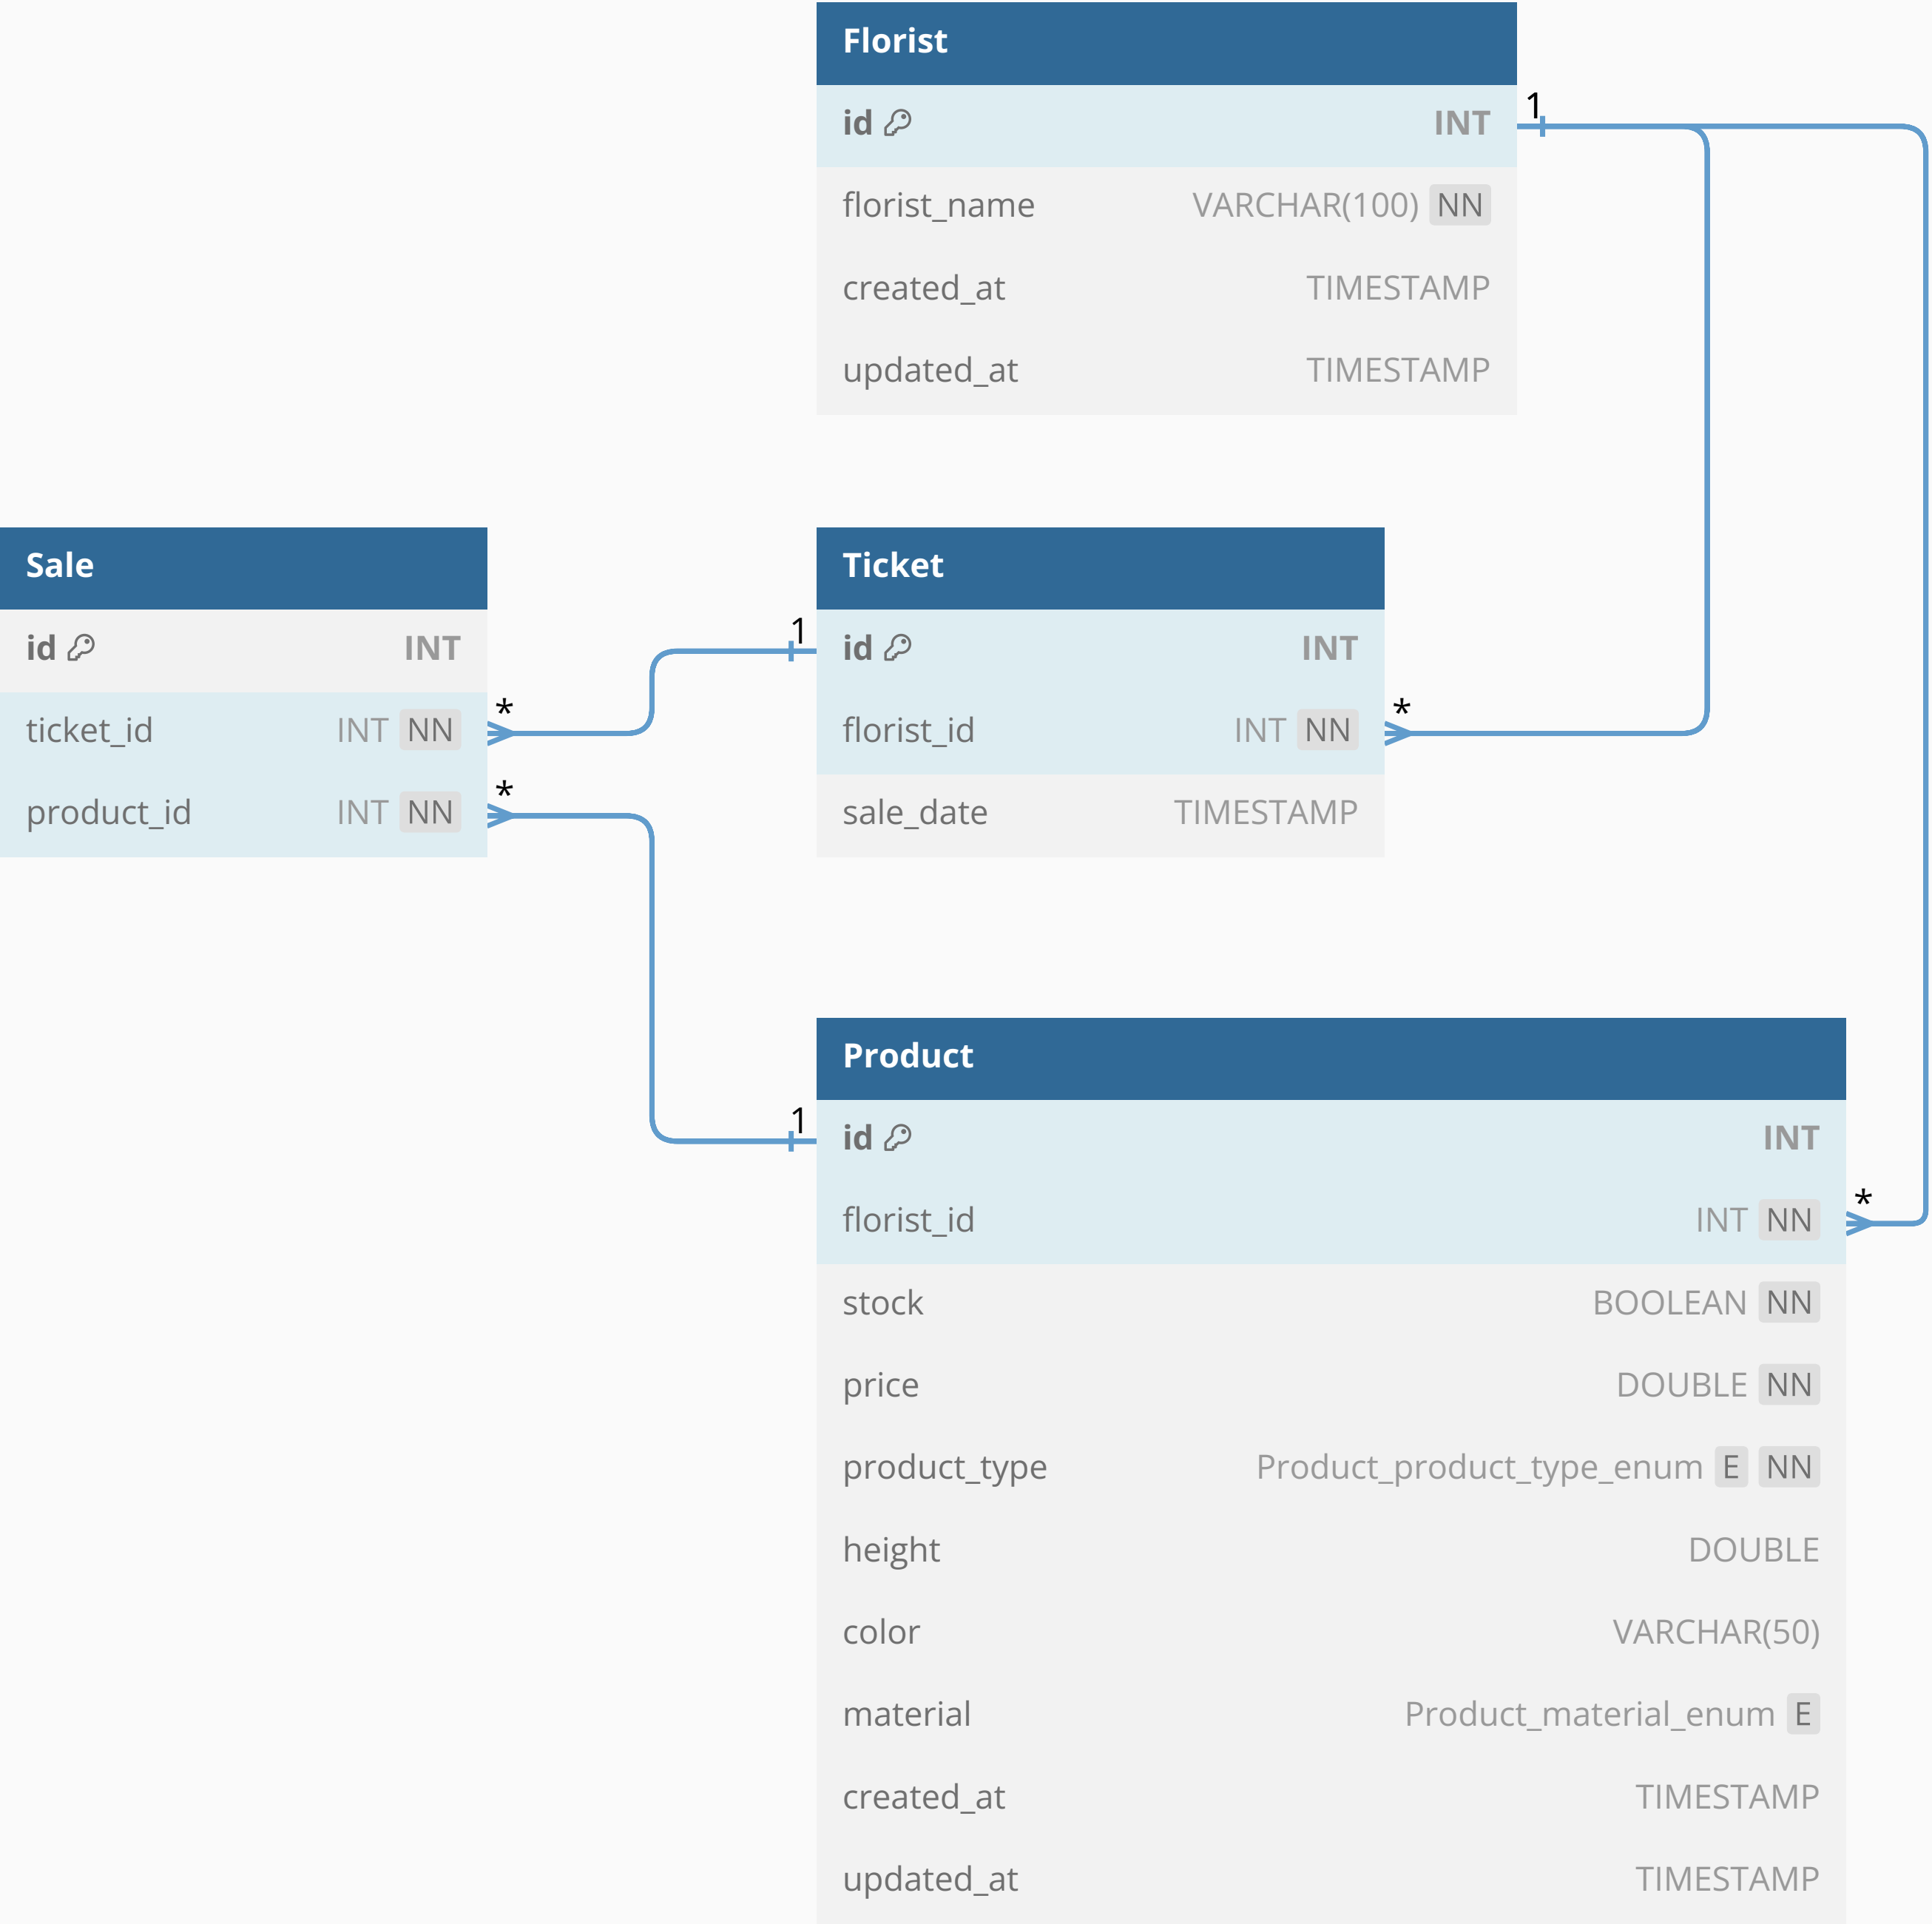 Florist
id INT
florist_name VARCHAR(100) NN
created_at TIMESTAMP
updated_at TIMESTAMP
1
Sale
id INT
ticket_id INT NN
product_id INT NN
*
*
Ticket
id INT
florist_id INT NN
sale_date TIMESTAMP
1
*
Product
id INT
florist_id INT NN
stock BOOLEAN NN
price DOUBLE NN
product_type Product_product_type_enum E NN
height DOUBLE
color VARCHAR(50)
material Product_material_enum E
created_at TIMESTAMP
updated_at TIMESTAMP
1
*